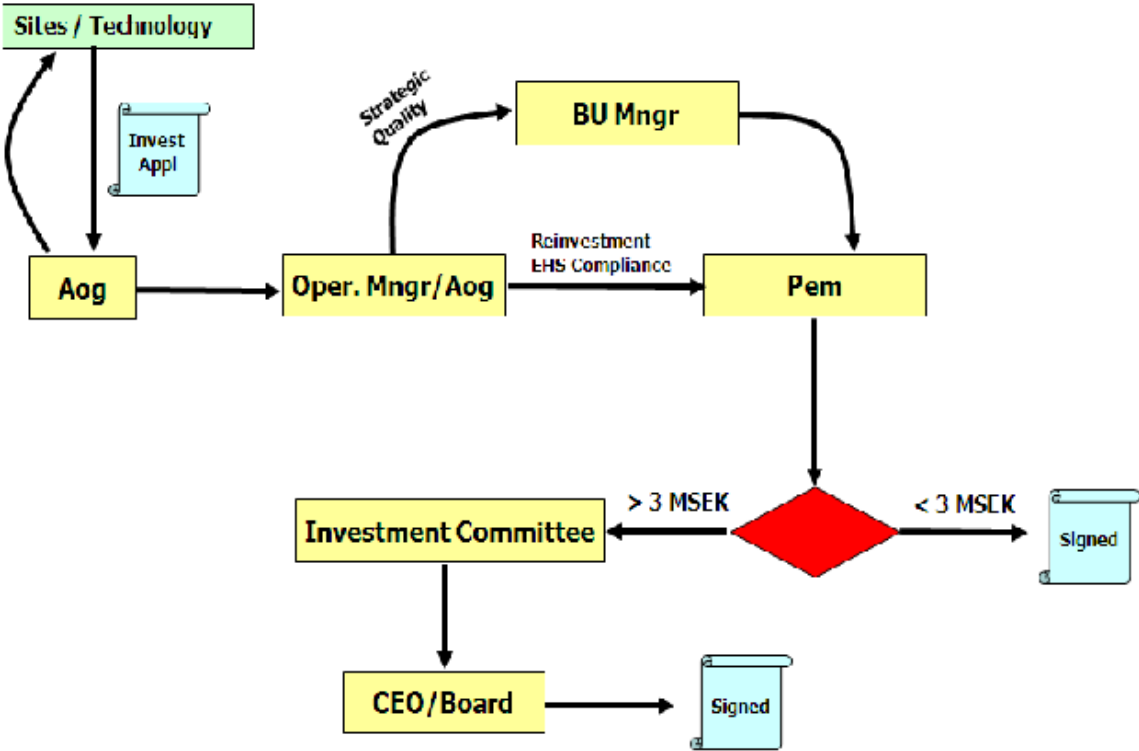 Sites / Technology
Invest
Appl
Strategic
Quality
BU Mngr
Reinvestment
EHS Compliance
Aog
Oper. Mngr/Aog
Pem
> 3 MSEK
< 3 MSEK
Investment Committee
Signed
CEO/Board
Signed